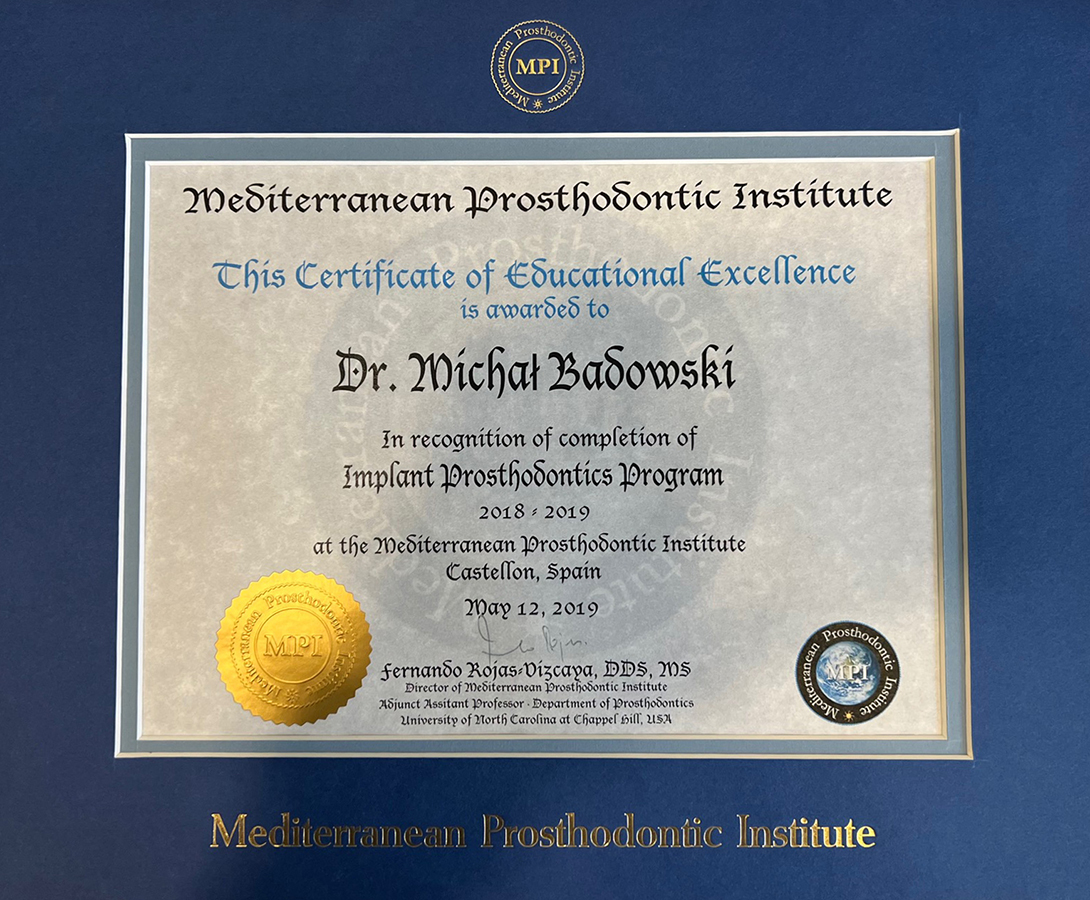 Mediterranean Prosthodontic Institute
MPI
Mediterranean Prosthodontic Institute
This Certificate of Educational Excellence
is awarded to
Dr. Michał Badowski
In recognition of completion of
Implant Prosthodontics Program
2018 - 2019
at the Mediterranean Prosthodontic Institute
Castellon, Spain
May 12, 2019
Fernando Rojas-Vizcaya, DDS, MS
Director of Mediterranean Prosthodontic Institute
Adjunct Assitant Professor - Department of Prosthodontics
University of North Carolina at Chappel Hill, USA
Mediterranean Prosthodontic Institute
MPI
Mediterranean Prosthodontic Institute
MPI
Mediterranean Prosthodontic Institute